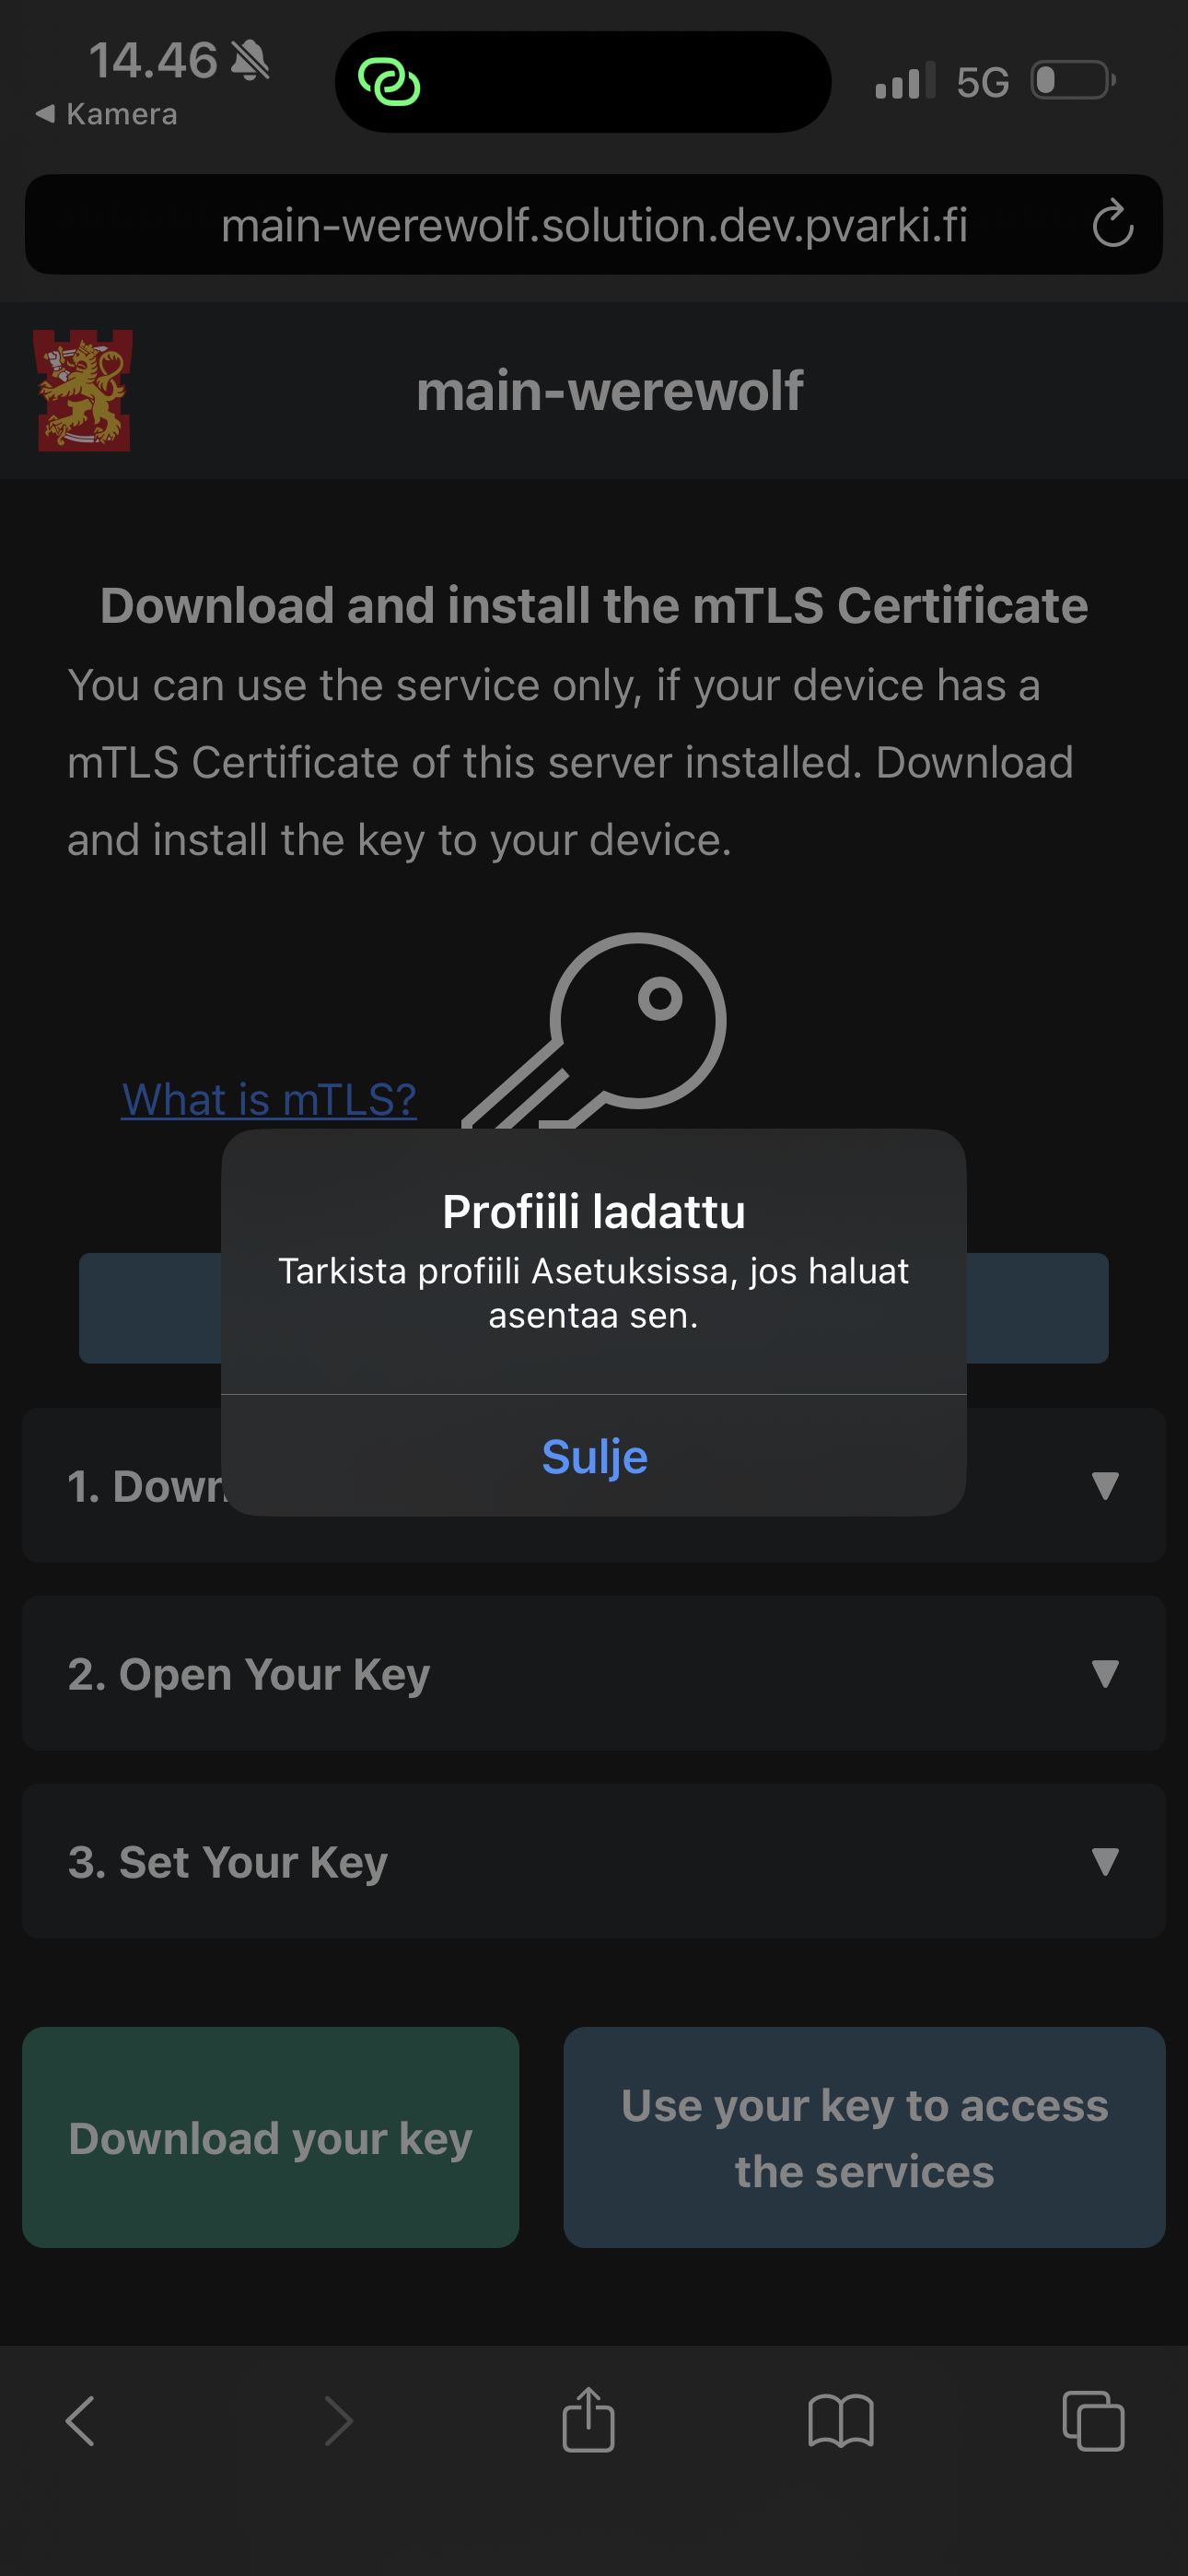 14.46
Kamera
5G
main-werewolf.solution.dev.pvarki.fi
main-werewolf
Download and install the mTLS Certificate
You can use the service only, if your device has a
mTLS Certificate of this server installed. Download
and install the key to your device.
What is mTLS?
Profiili ladattu
Tarkista profiili Asetuksissa, jos haluat
asentaa sen.
Sulje
1.
2. Open Your Key
3. Set Your Key
Download your key
Use your key to access
the services